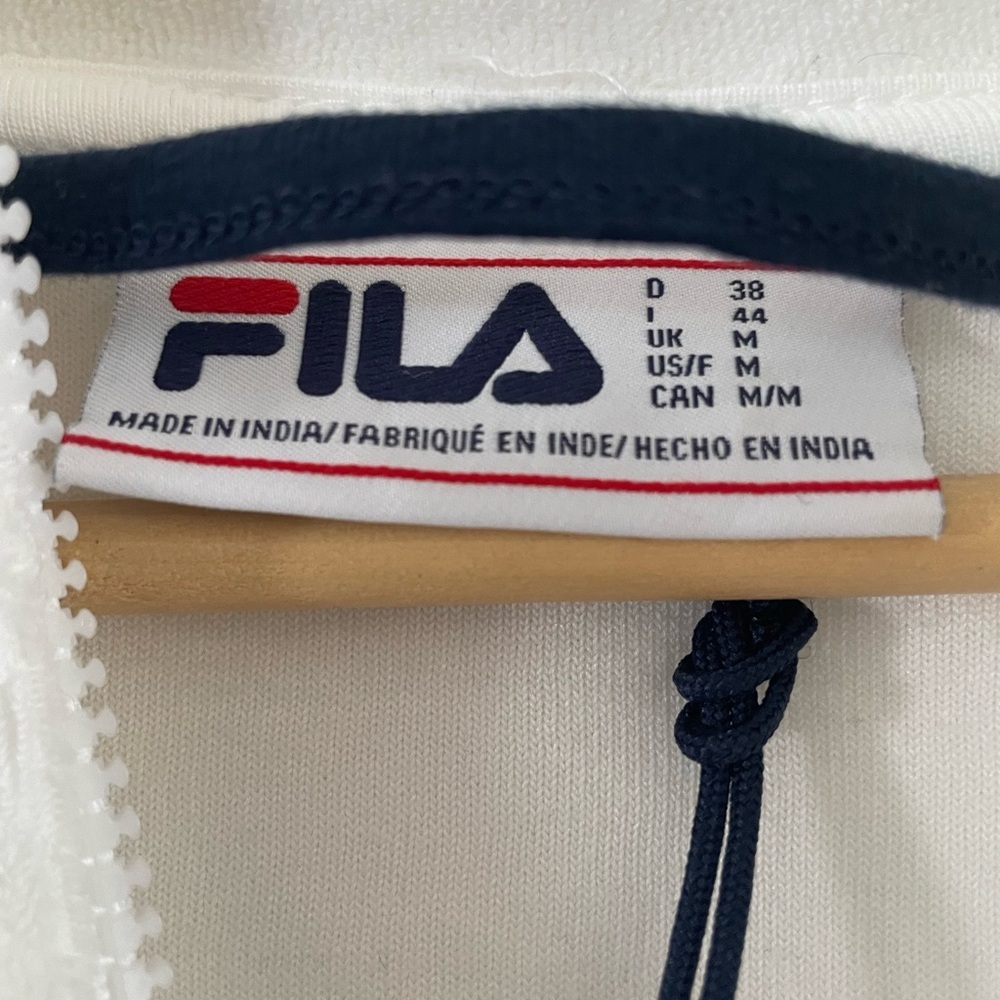 FILA
D 38
I 44
UK M
US/F M
CAN M/M
MADE IN INDIA/FABRIQUÉ EN INDE/HECHO EN INDIA